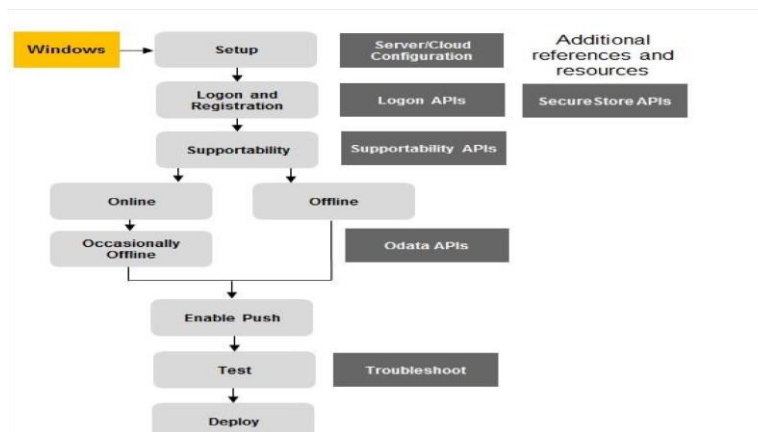 Windows
Setup
Server/Cloud
Configuration
Additional
references and
resources
Logon and
Registration
Logon APIs
SecureStore APIs
Supportability
Supportability APIs
Online
Offline
Occasionally
Offline
Odata APIs
Enable Push
Test
Troubleshoot
Deploy